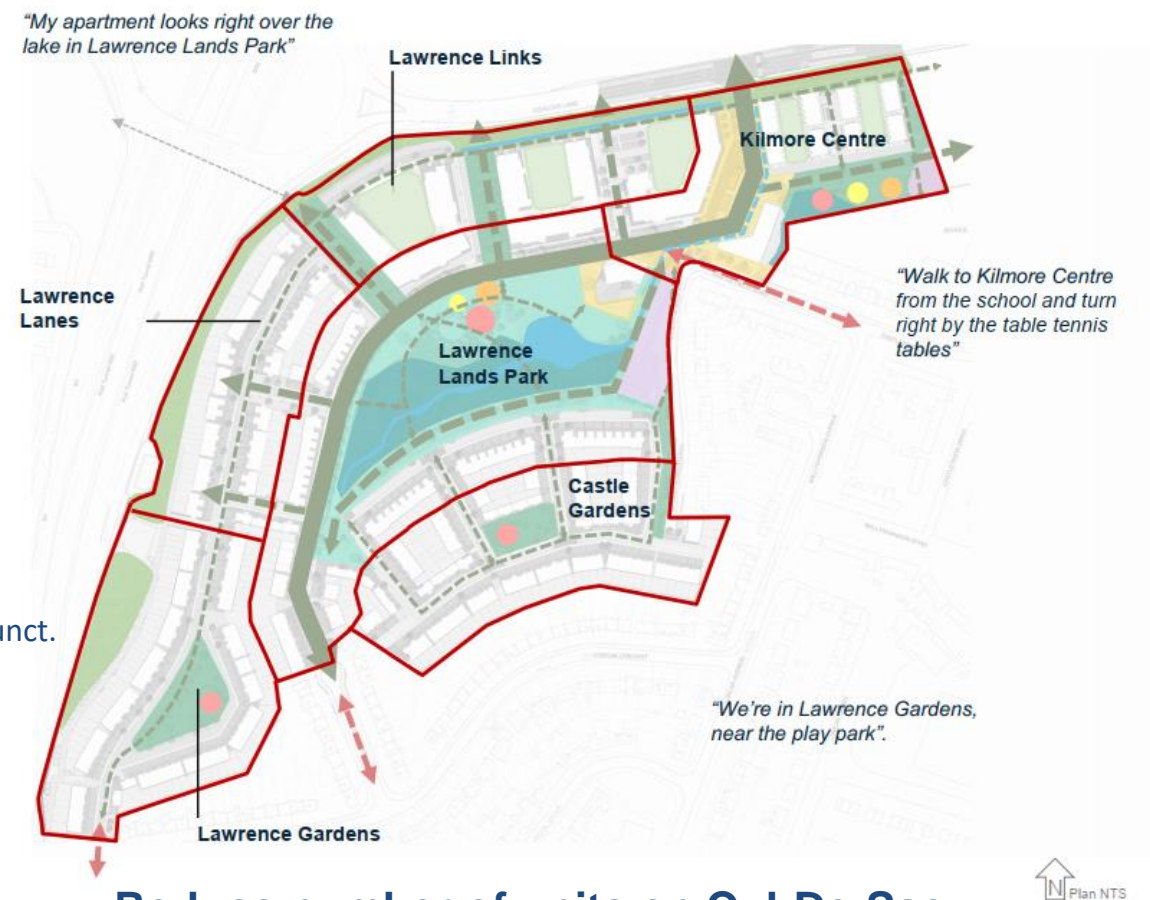 “My apartment looks right over the
lake in Lawrence Lands Park”
Lawrence Links
Kilmore Centre
“Walk to Kilmore Centre
from the school and turn
right by the table tennis
tables”
Lawrence
Lanes
Lawrence
Lands Park
Castle
Gardens
unct.
“We’re in Lawrence Gardens,
near the play park”.
Lawrence Gardens
N Plan NTS